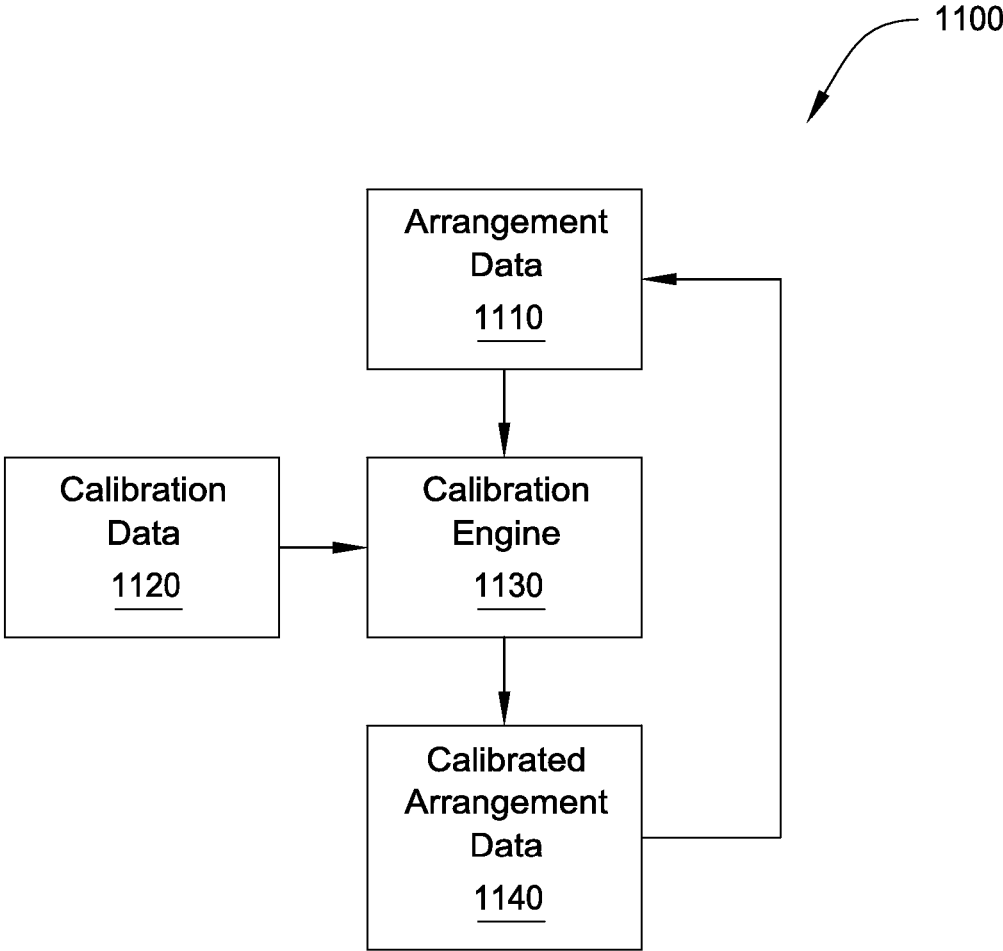 1100
Arrangement
Data
1110
Calibration
Data
1120
Calibration
Engine
1130
Calibrated
Arrangement
Data
1140